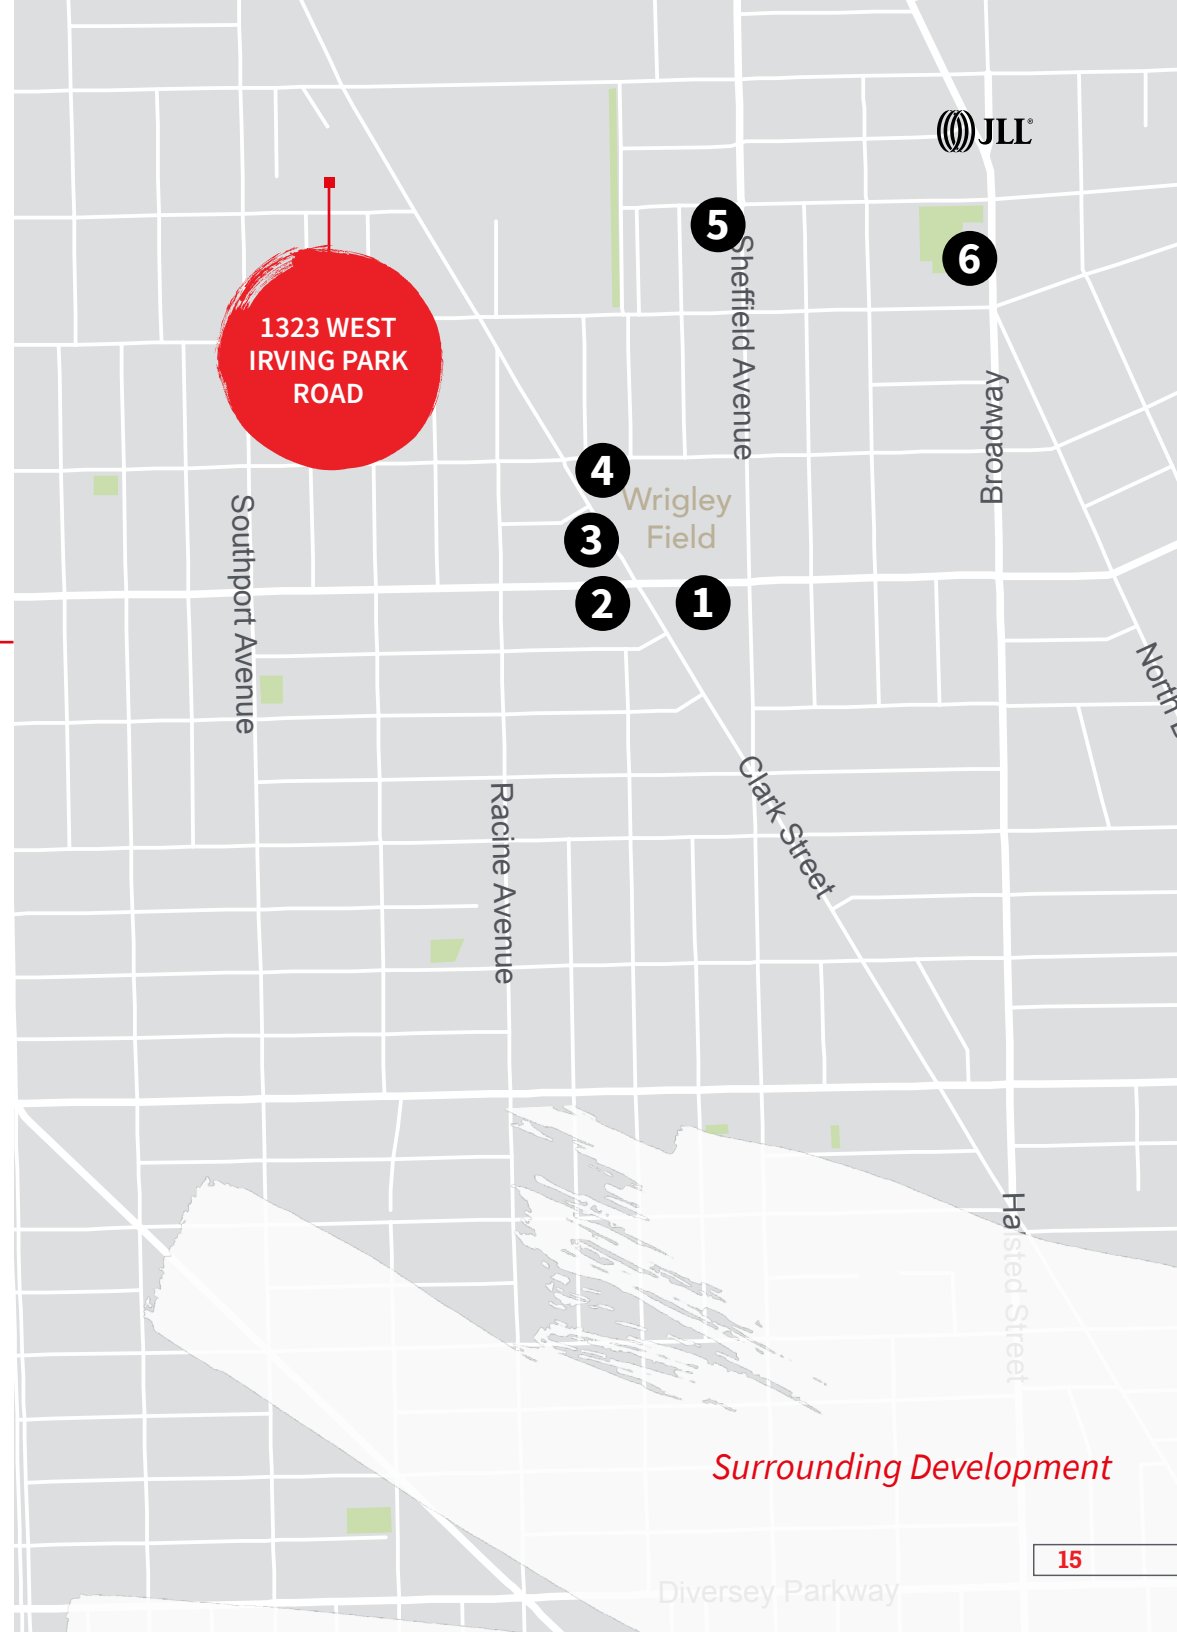 JLL®
5
6
Sheffield Avenue
1323 WEST
IRVING PARK
ROAD
Broadway
4
Wrigley
Field
3
Southport Avenue
2
1
North
Clark Street
Racine Avenue
Halsted Street
Surrounding Development
15
Diversey Parkway